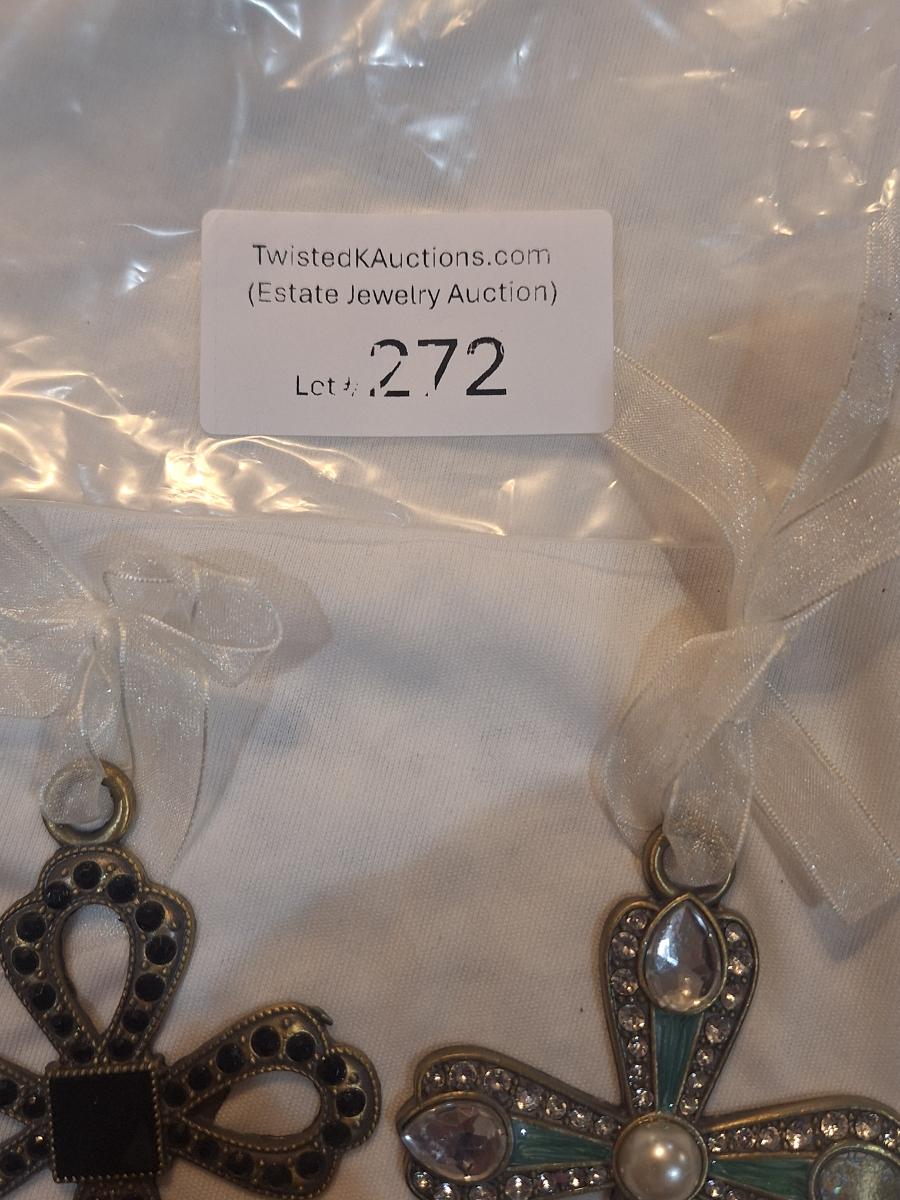 TwistedKAuctions.com
(Estate Jewelry Auction)
Lot # 272